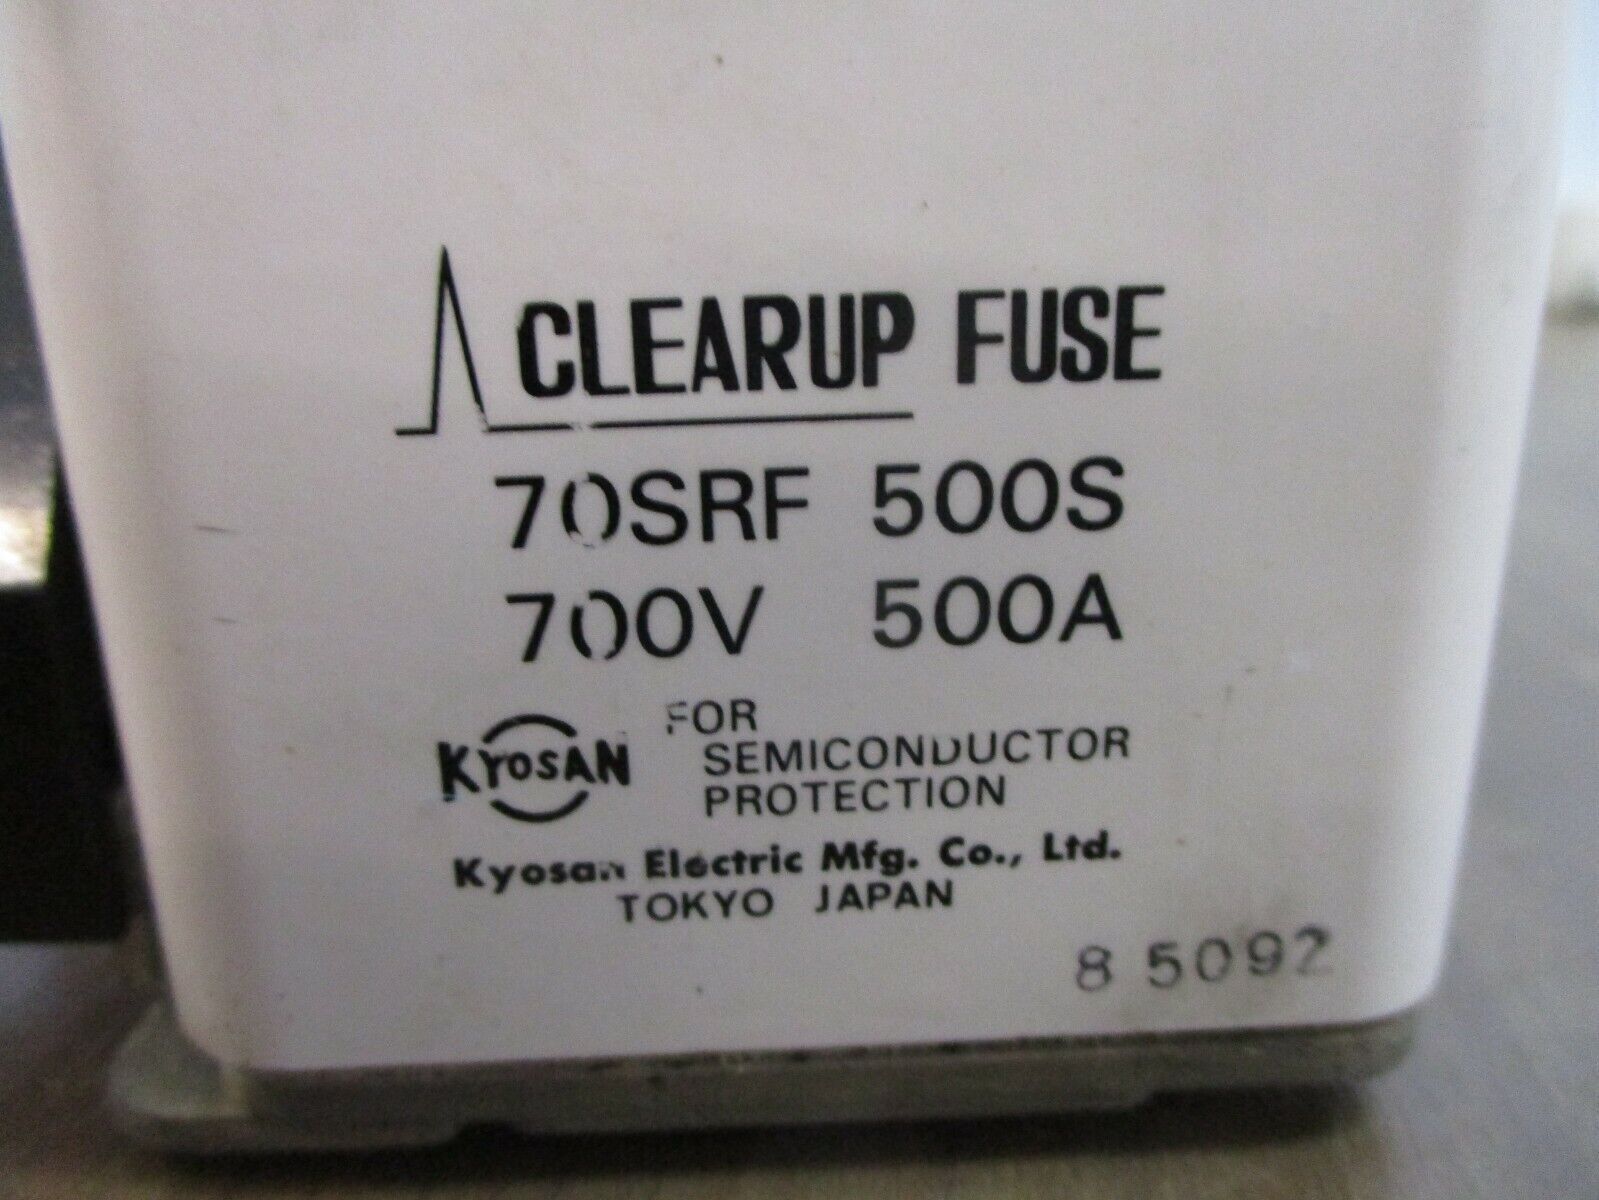 CLEARUP FUSE
70SRF 500S
700V 500A
KYOSAN
FOR
SEMICONDUCTOR
PROTECTION
Kyosan Electric Mfg. Co., Ltd.
TOKYO JAPAN
8 5092